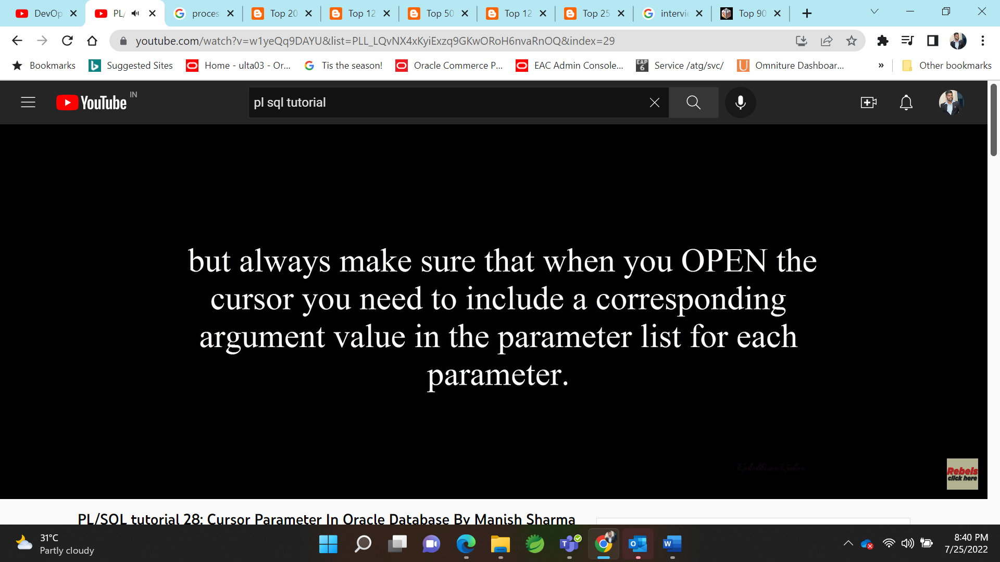 DevOp
PL/
proces
Top 20
Top 12
Top 50
Top 12
Top 25
intervie
Top 90
youtube.com/watch?v=w1yeQq9DAYU&list=PLL_LQvNX4xKyiExzq9GKwORoH6nvaRnOQ&index=29
Bookmarks
Suggested Sites
Home - ulta03 - Or...
Tis the season!
Oracle Commerce P...
EAC Admin Console...
EAP 6
Service /atg/svc/
Omniture Dashboar...
»
Other bookmarks
YouTube IN
pl sql tutorial
but always make sure that when you OPEN the
cursor you need to include a corresponding
argument value in the parameter list for each
parameter.
Rebels
click here
PL/SQL tutorial 28: Cursor Parameter In Oracle Database By Manish Sharma
31°C
Partly cloudy
8:40 PM
7/25/2022